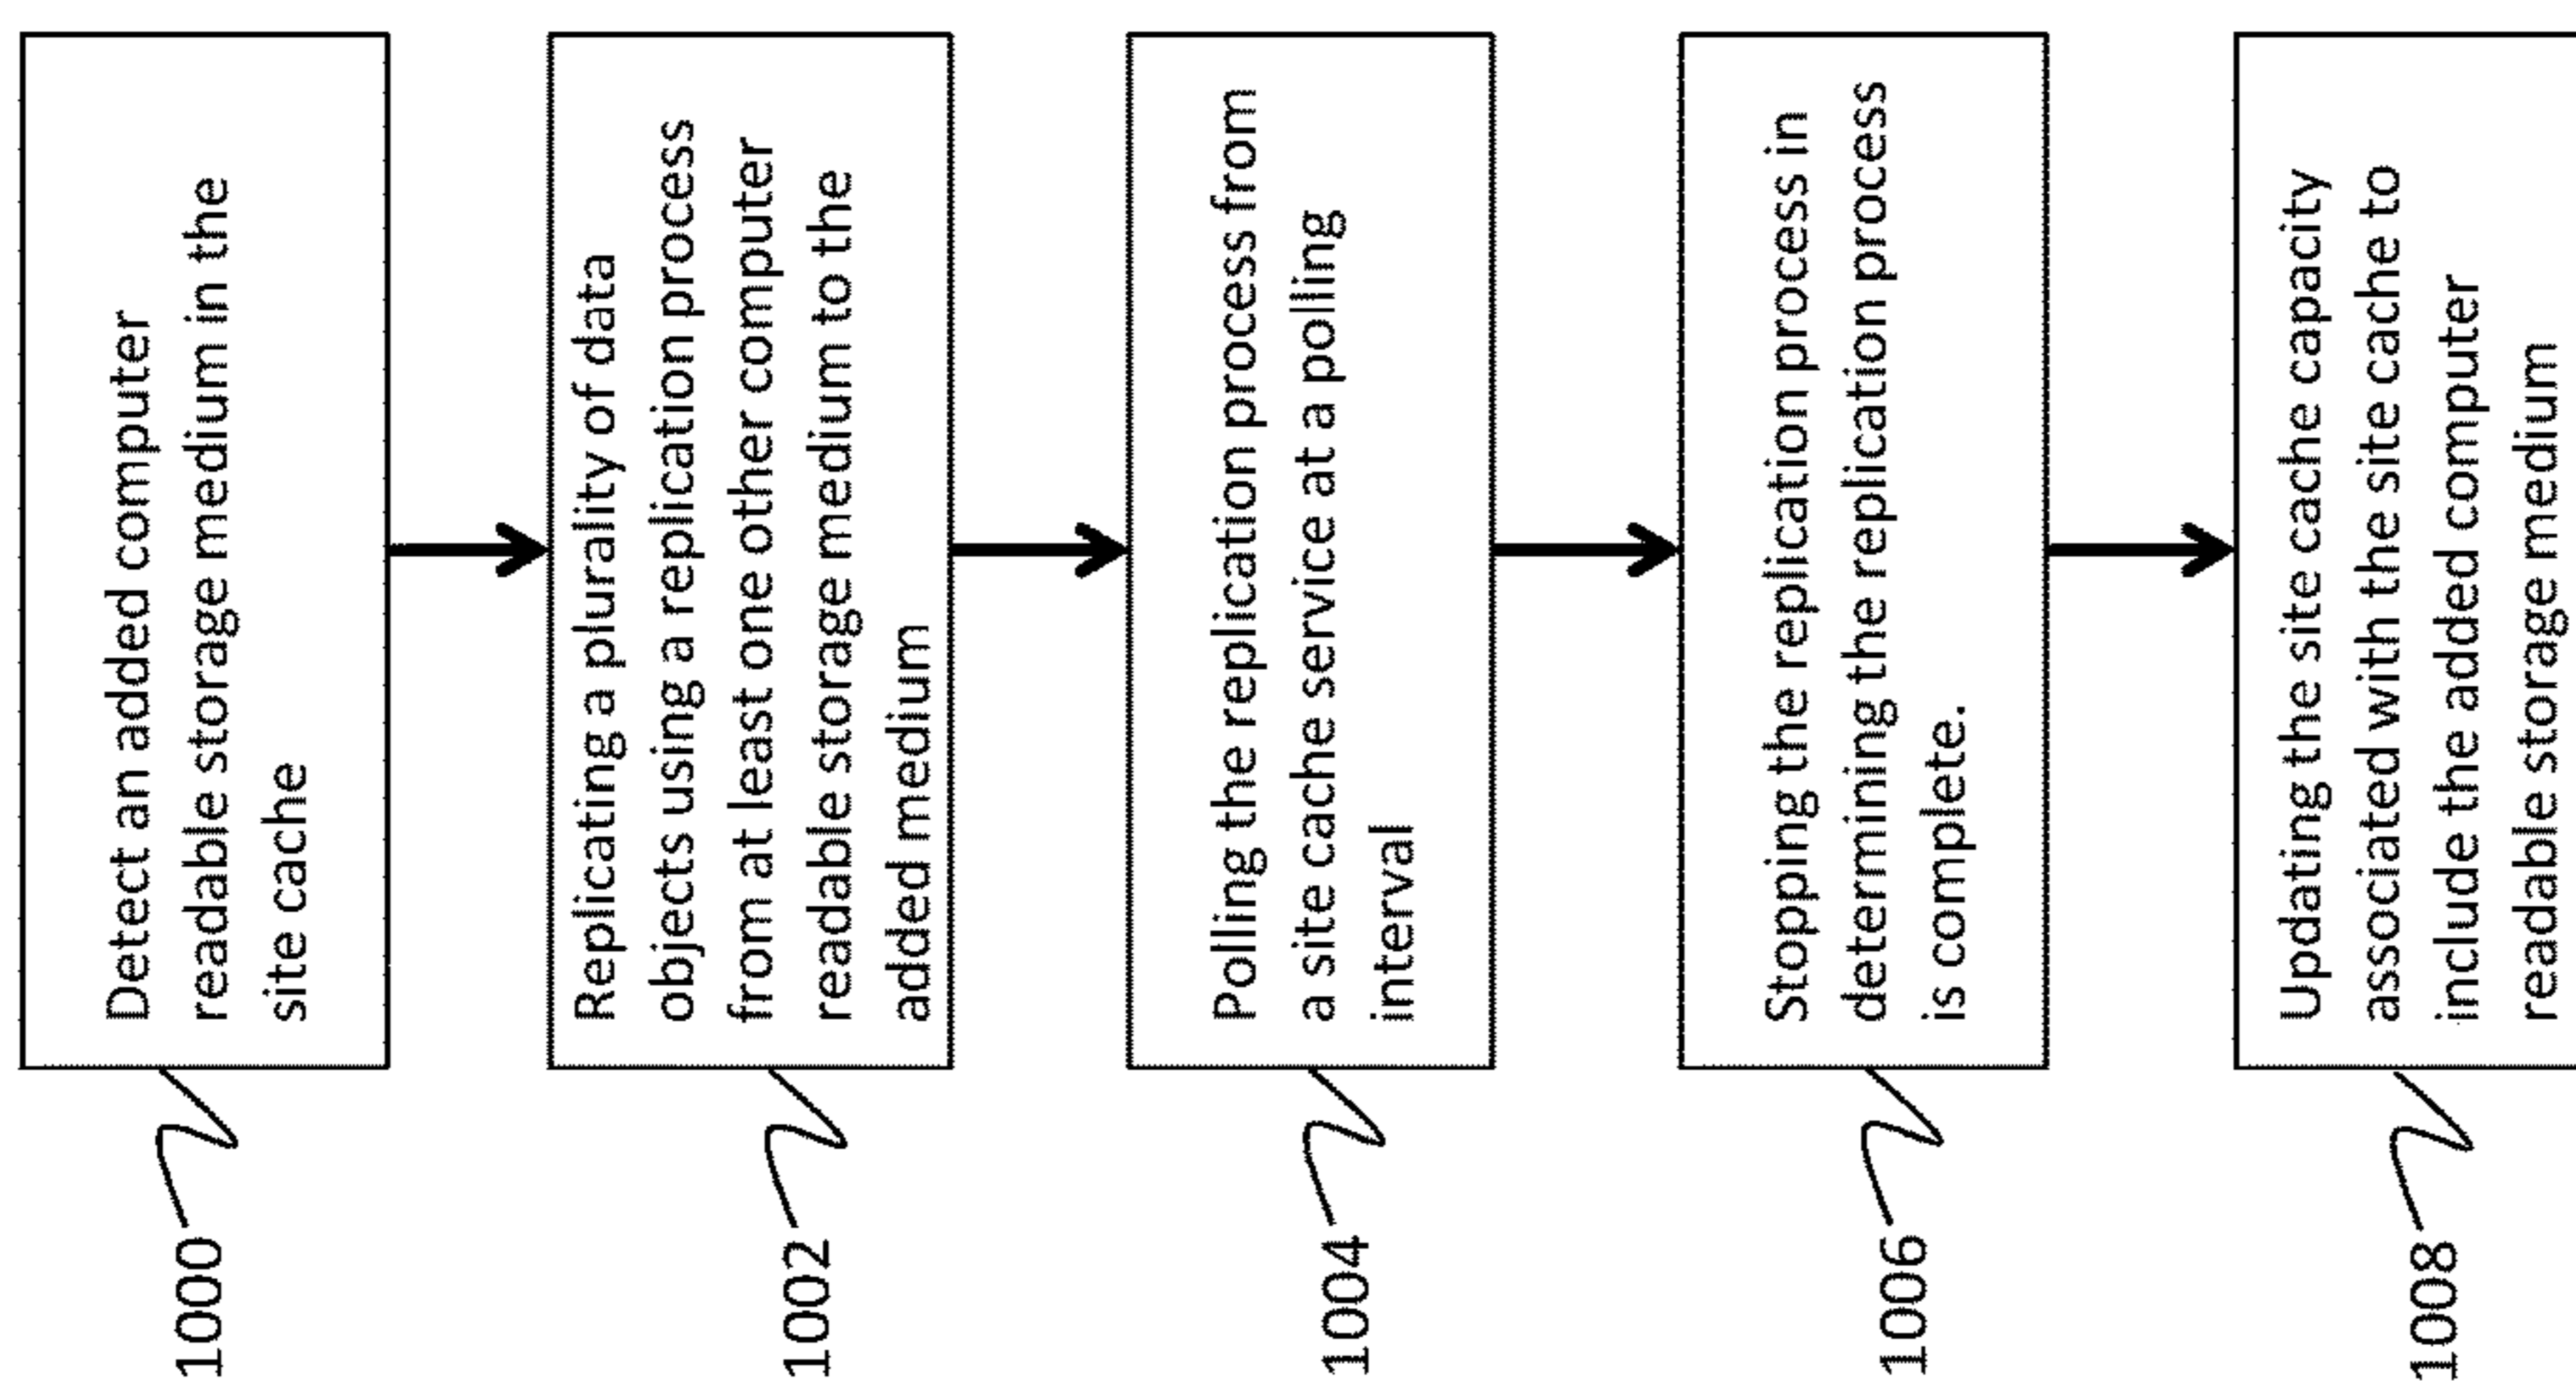 1000
Detect an added computer
readable storage medium in the
site cache
1002
Replicating a plurality of data
objects using a replication process
from at least one other computer
readable storage medium to the
added medium
1004
Polling the replication process from
a site cache service at a polling
interval
1006
Stopping the replication process in
determining the replication process
is complete.
1008
Updating the site cache capacity
associated with the site cache to
include the added computer
readable storage medium